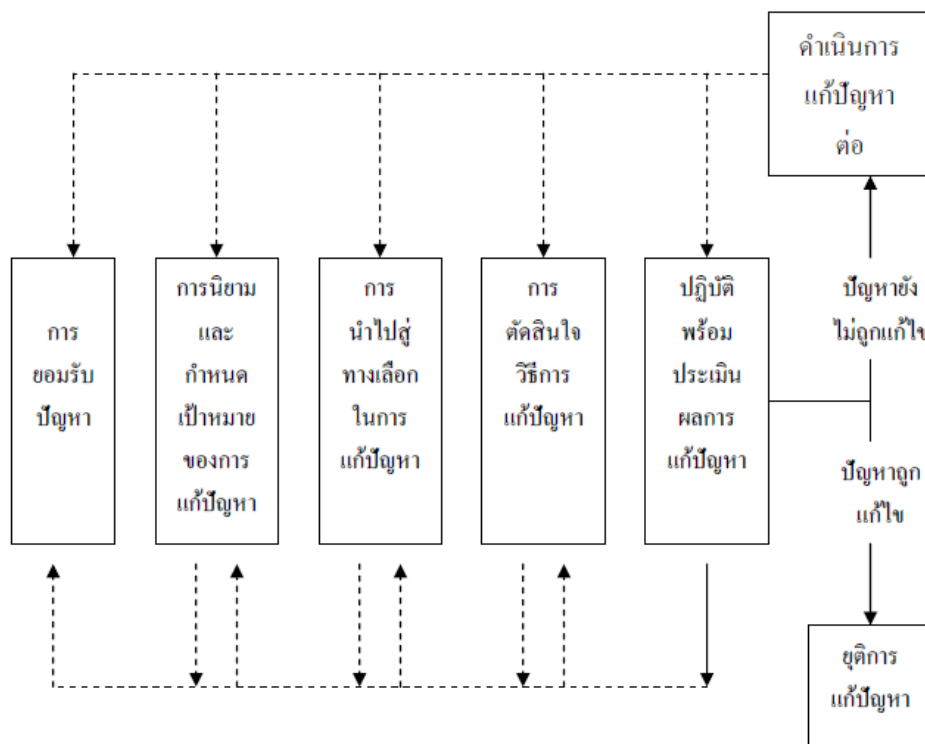 ดำเนินการ
แก้ปัญหา
ต่อ
การ
ยอมรับ
ปัญหา
การนิยาม
และ
กำหนด
เป้าหมาย
ของการ
แก้ปัญหา
การ
นำไปสู่
ทางเลือก
ในการ
แก้ปัญหา
การ
ตัดสินใจ
วิธีการ
แก้ปัญหา
ปฏิบัติ
พร้อม
ประเมิน
ผลการ
แก้ปัญหา
ปัญหายัง
ไม่ถูกแก้ไข
ปัญหาถูก
แก้ไข
ยุติการ
แก้ปัญหา